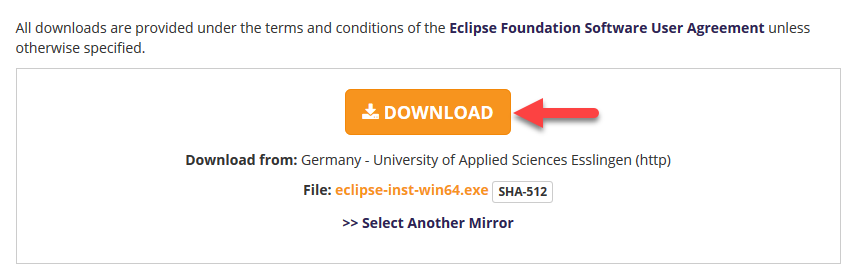 All downloads are provided under the terms and conditions of the Eclipse Foundation Software User Agreement unless
otherwise specified.
DOWNLOAD
Download from: Germany - University of Applied Sciences Esslingen (http)
File: eclipse-inst-win64.exe SHA-512
>> Select Another Mirror